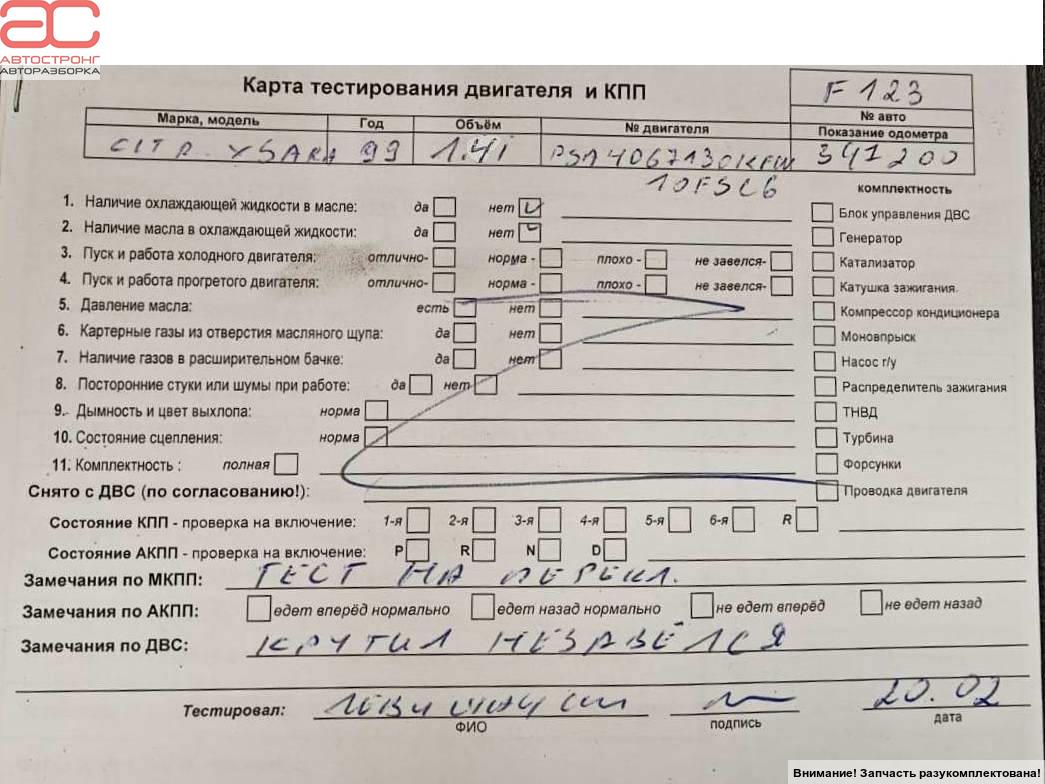 АВТОСТРОНГ
АВТОРАЗБОРКА
Карта тестирования двигателя и КПП
F 123
№ авто
Марка, модель Год Объём № двигателя Показание одометра
CITR. XSARA 99 1.4i PSA4067130KFW 341200
10FSC6
комплектность
1. Наличие охлаждающей жидкости в масле: да нет
Блок управления ДВС
2. Наличие масла в охлаждающей жидкости: да нет
Генератор
3. Пуск и работа холодного двигателя: отлично- норма - плохо - не завелся-
Катализатор
4. Пуск и работа прогретого двигателя: отлично- норма - плохо - не завелся-
Катушка зажигания.
5. Давление масла: есть нет
Компрессор кондиционера
6. Картерные газы из отверстия масляного щупа: да нет
Моновпрыск
7. Наличие газов в расширительном бачке: да нет
Насос г/у
8. Посторонние стуки или шумы при работе: да нет
Распределитель зажигания
9. Дымность и цвет выхлопа: норма
ТНВД
10. Состояние сцепления: норма
Турбина
11. Комплектность : полная
Форсунки
Снято с ДВС (по согласованию!):
Проводка двигателя
Состояние КПП - проверка на включение: 1-я 2-я 3-я 4-я 5-я 6-я R
Состояние АКПП - проверка на включение: P R N D
Замечания по МКПП: ТЕСТ НА ПЕРЕКЛ.
Замечания по АКПП: едет вперёд нормально едет назад нормально не едет вперёд не едет назад
Замечания по ДВС: КРУТИЛ НЕЗАВЁЛСЯ
Тестировал:
20.02
ФИО подпись дата
Внимание! Запчасть разукомплектована!